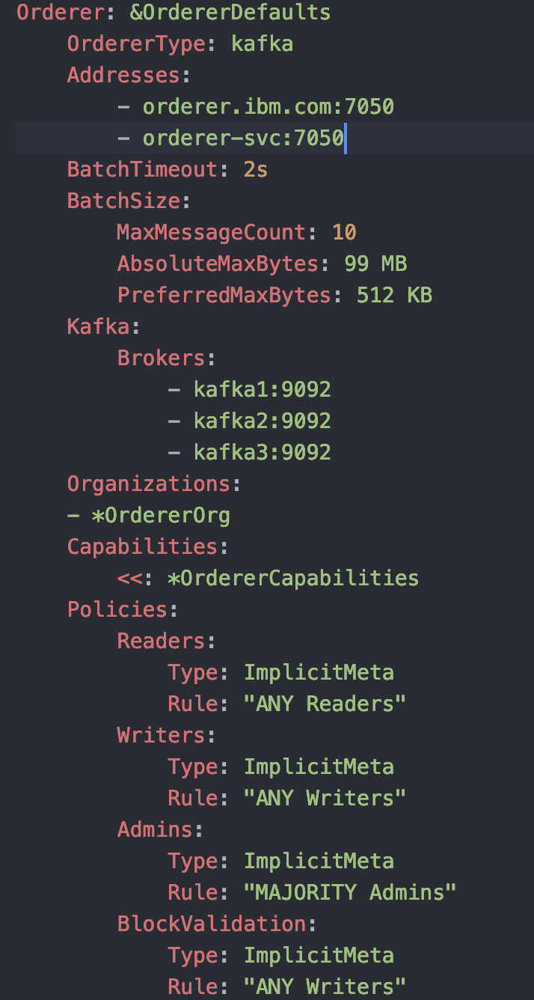 Orderer: &OrdererDefaults
    OrdererType: kafka
    Addresses:
        - orderer.ibm.com:7050
        - orderer-svc:7050
    BatchTimeout: 2s
    BatchSize:
        MaxMessageCount: 10
        AbsoluteMaxBytes: 99 MB
        PreferredMaxBytes: 512 KB
    Kafka:
        Brokers:
            - kafka1:9092
            - kafka2:9092
            - kafka3:9092
    Organizations:
    - *OrdererOrg
    Capabilities:
        <<: *OrdererCapabilities
    Policies:
        Readers:
            Type: ImplicitMeta
            Rule: "ANY Readers"
        Writers:
            Type: ImplicitMeta
            Rule: "ANY Writers"
        Admins:
            Type: ImplicitMeta
            Rule: "MAJORITY Admins"
        BlockValidation:
            Type: ImplicitMeta
            Rule: "ANY Writers"